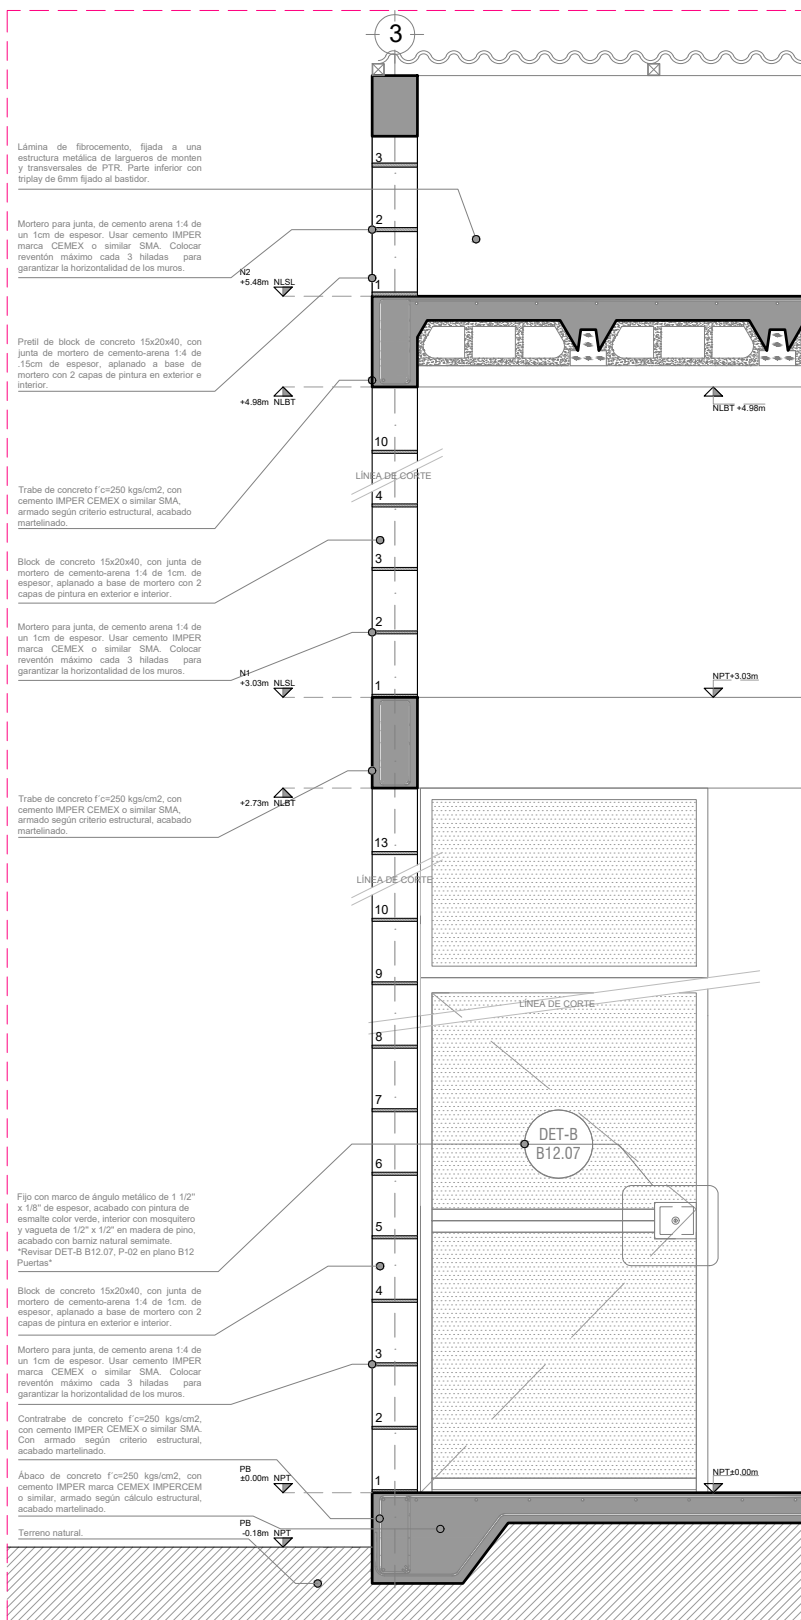 3
Lámina de fibrocemento, fijada a una
estructura metálica de largueros de monten
y transversales de PTR. Parte inferior con
triplay de 6mm fijado al bastidor.
3
Mortero para junta, de cemento arena 1:4 de
un 1cm de espesor. Usar cemento IMPER
marca CEMEX o similar SMA. Colocar
reventón máximo cada 3 hiladas para
garantizar la horizontalidad de los muros.
2
N2
+5.48m NLSL
1
Pretil de block de concreto 15x20x40, con
junta de mortero de cemento-arena 1:4 de
.15cm de espesor, aplanado a base de
mortero con 2 capas de pintura en exterior e
interior.
+4.98m NLBT
NLBT +4.98m
10
LÍNEA DE CORTE
4
Trabe de concreto f´c=250 kgs/cm2, con
cemento IMPER CEMEX o similar SMA,
armado según criterio estructural, acabado
martelinado.
3
Block de concreto 15x20x40, con junta de
mortero de cemento-arena 1:4 de 1cm. de
espesor, aplanado a base de mortero con 2
capas de pintura en exterior e interior.
2
Mortero para junta, de cemento arena 1:4 de
un 1cm de espesor. Usar cemento IMPER
marca CEMEX o similar SMA. Colocar
reventón máximo cada 3 hiladas para
garantizar la horizontalidad de los muros.
N1
+3.03m NLSL
1
NPT+3.03m
Trabe de concreto f´c=250 kgs/cm2, con
cemento IMPER CEMEX o similar SMA,
armado según criterio estructural, acabado
martelinado.
+2.73m NLBT
13
LÍNEA DE CORTE
10
9
LÍNEA DE CORTE
8
7
DET-B
B12.07
6
Fijo con marco de ángulo metálico de 1 1/2"
x 1/8" de espesor, acabado con pintura de
esmalte color verde, interior con mosquitero
y vagueta de 1/2" x 1/2" en madera de pino,
acabado con barniz natural semimate.
*Revisar DET-B B12.07, P-02 en plano B12
Puertas*
5
Block de concreto 15x20x40, con junta de
mortero de cemento-arena 1:4 de 1cm. de
espesor, aplanado a base de mortero con 2
capas de pintura en exterior e interior.
4
Mortero para junta, de cemento arena 1:4 de
un 1cm de espesor. Usar cemento IMPER
marca CEMEX o similar SMA. Colocar
reventón máximo cada 3 hiladas para
garantizar la horizontalidad de los muros.
3
Contratrabe de concreto f´c=250 kgs/cm2,
con cemento IMPER CEMEX o similar SMA.
Con armado según criterio estructural,
acabado martelinado.
2
Ábaco de concreto f´c=250 kgs/cm2, con
cemento IMPER marca CEMEX IMPERCEM
o similar, armado según cálculo estructural,
acabado martelinado.
PB
±0.00m NPT
1
NPT±0.00m
Terreno natural.
PB
-0.18m NPT